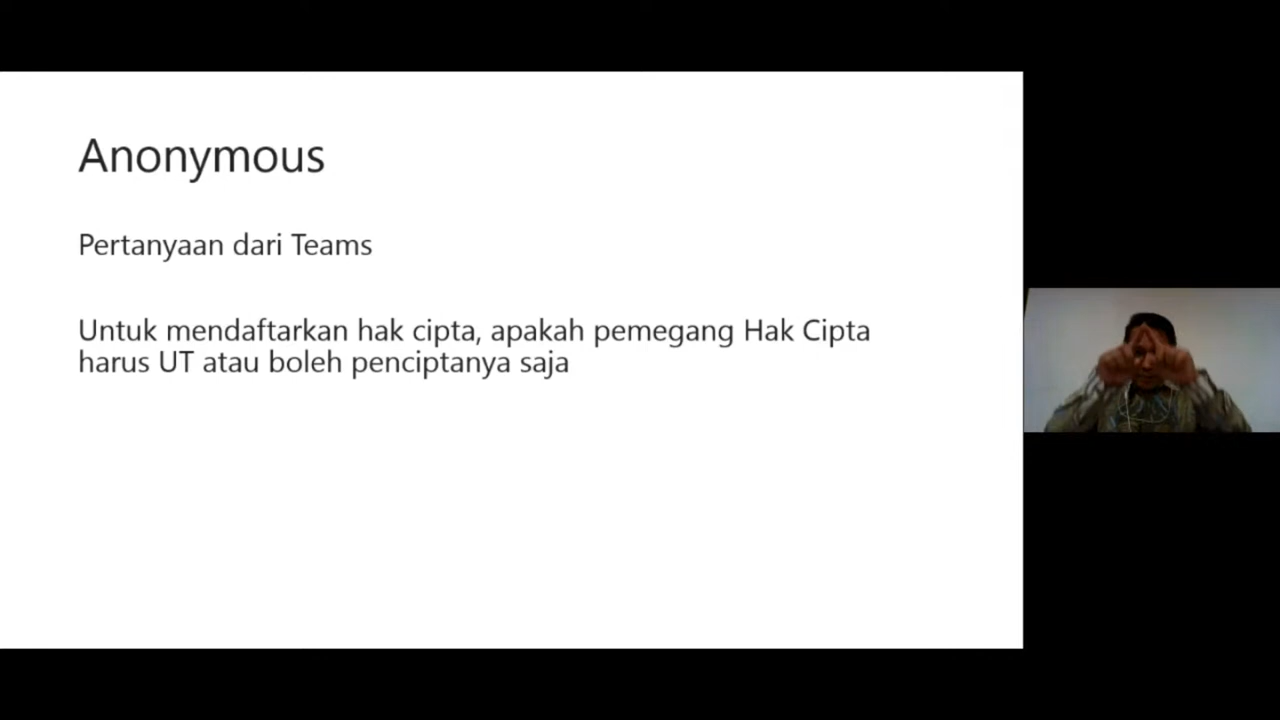 Anonymous
Pertanyaan dari Teams
Untuk mendaftarkan hak cipta, apakah pemegang Hak Cipta
harus UT atau boleh penciptanya saja